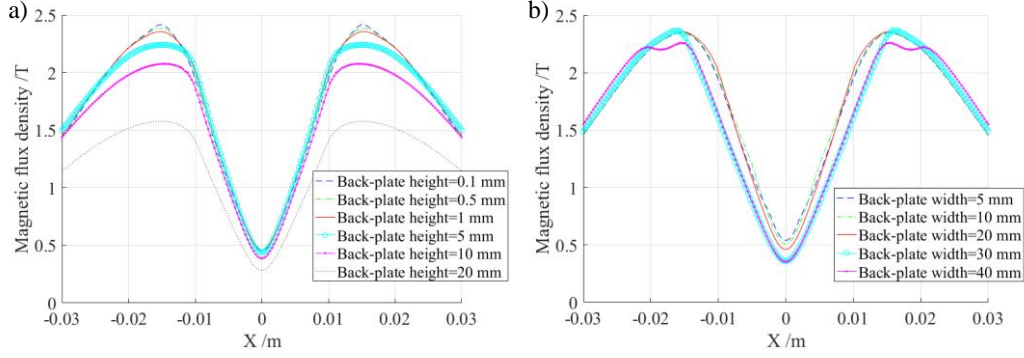 a)
2.5
2
1.5
1
0.5
0
Magnetic flux density /T
Back-plate height=0.1 mm
Back-plate height=0.5 mm
Back-plate height=1 mm
Back-plate height=5 mm
Back-plate height=10 mm
Back-plate height=20 mm
-0.03 -0.02 -0.01 0 0.01 0.02 0.03
X /m
b)
2.5
2
1.5
1
0.5
0
Magnetic flux density /T
Back-plate width=5 mm
Back-plate width=10 mm
Back-plate width=20 mm
Back-plate width=30 mm
Back-plate width=40 mm
-0.03 -0.02 -0.01 0 0.01 0.02 0.03
X /m